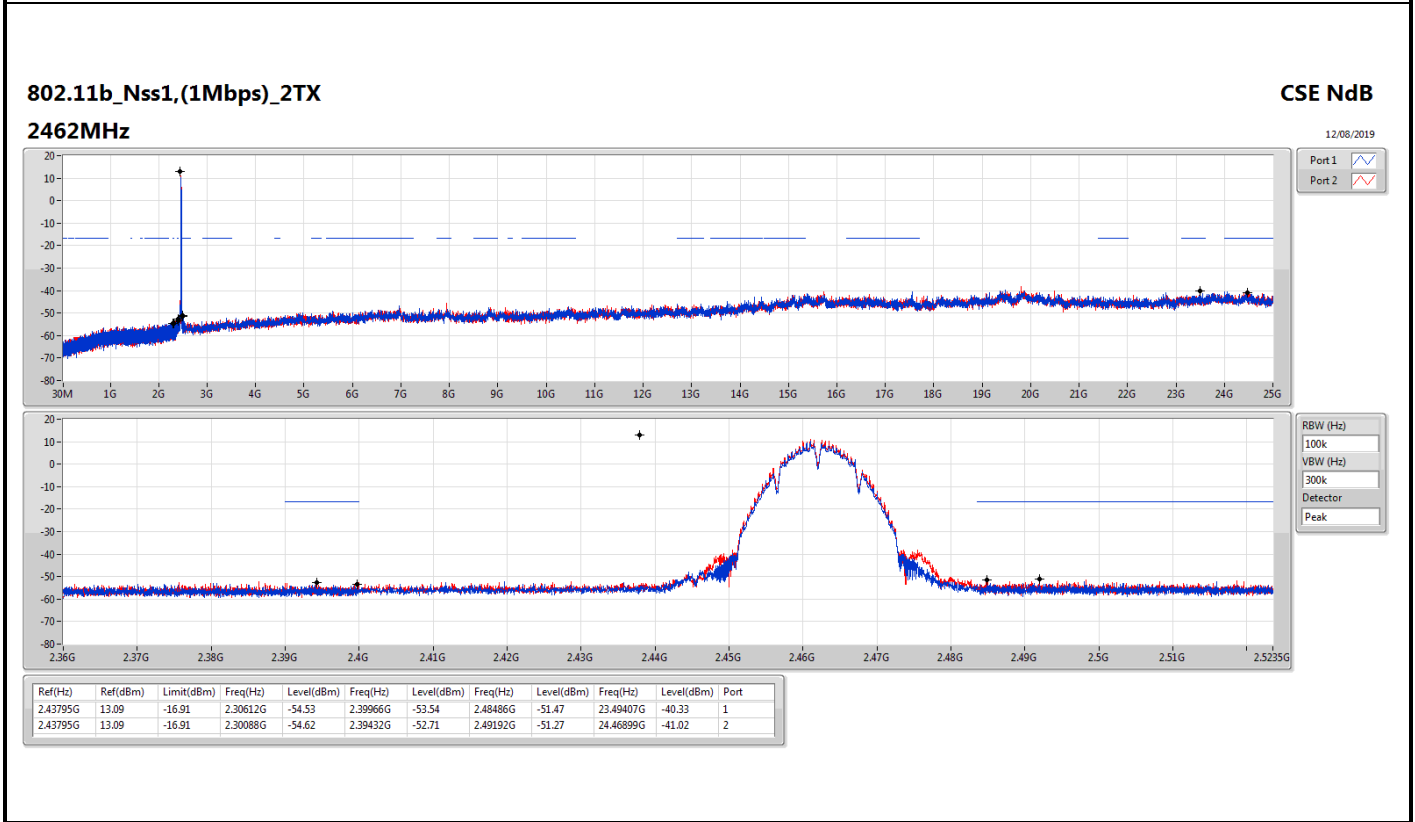 802.11b_Nss1,(1Mbps)_2TX
CSE NdB
2462MHz
12/08/2019
20
10
0
-10
-20
-30
-40
-50
-60
-70
-80
30M 1G 2G 3G 4G 5G 6G 7G 8G 9G 10G 11G 12G 13G 14G 15G 16G 17G 18G 19G 20G 21G 22G 23G 24G 25G
Port 1
Port 2
20
10
0
-10
-20
-30
-40
-50
-60
-70
-80
2.36G 2.37G 2.38G 2.39G 2.4G 2.41G 2.42G 2.43G 2.44G 2.45G 2.46G 2.47G 2.48G 2.49G 2.5G 2.51G 2.5235G
RBW (Hz)
100k
VBW (Hz)
300k
Detector
Peak
Ref(Hz) Ref(dBm) Limit(dBm) Freq(Hz) Level(dBm) Freq(Hz) Level(dBm) Freq(Hz) Level(dBm) Freq(Hz) Level(dBm) Port
2.43795G 13.09 -16.91 2.30612G -54.53 2.39966G -53.54 2.48486G -51.47 23.49407G -40.33 1
2.43795G 13.09 -16.91 2.30088G -54.62 2.39432G -52.71 2.49192G -51.27 24.46899G -41.02 2